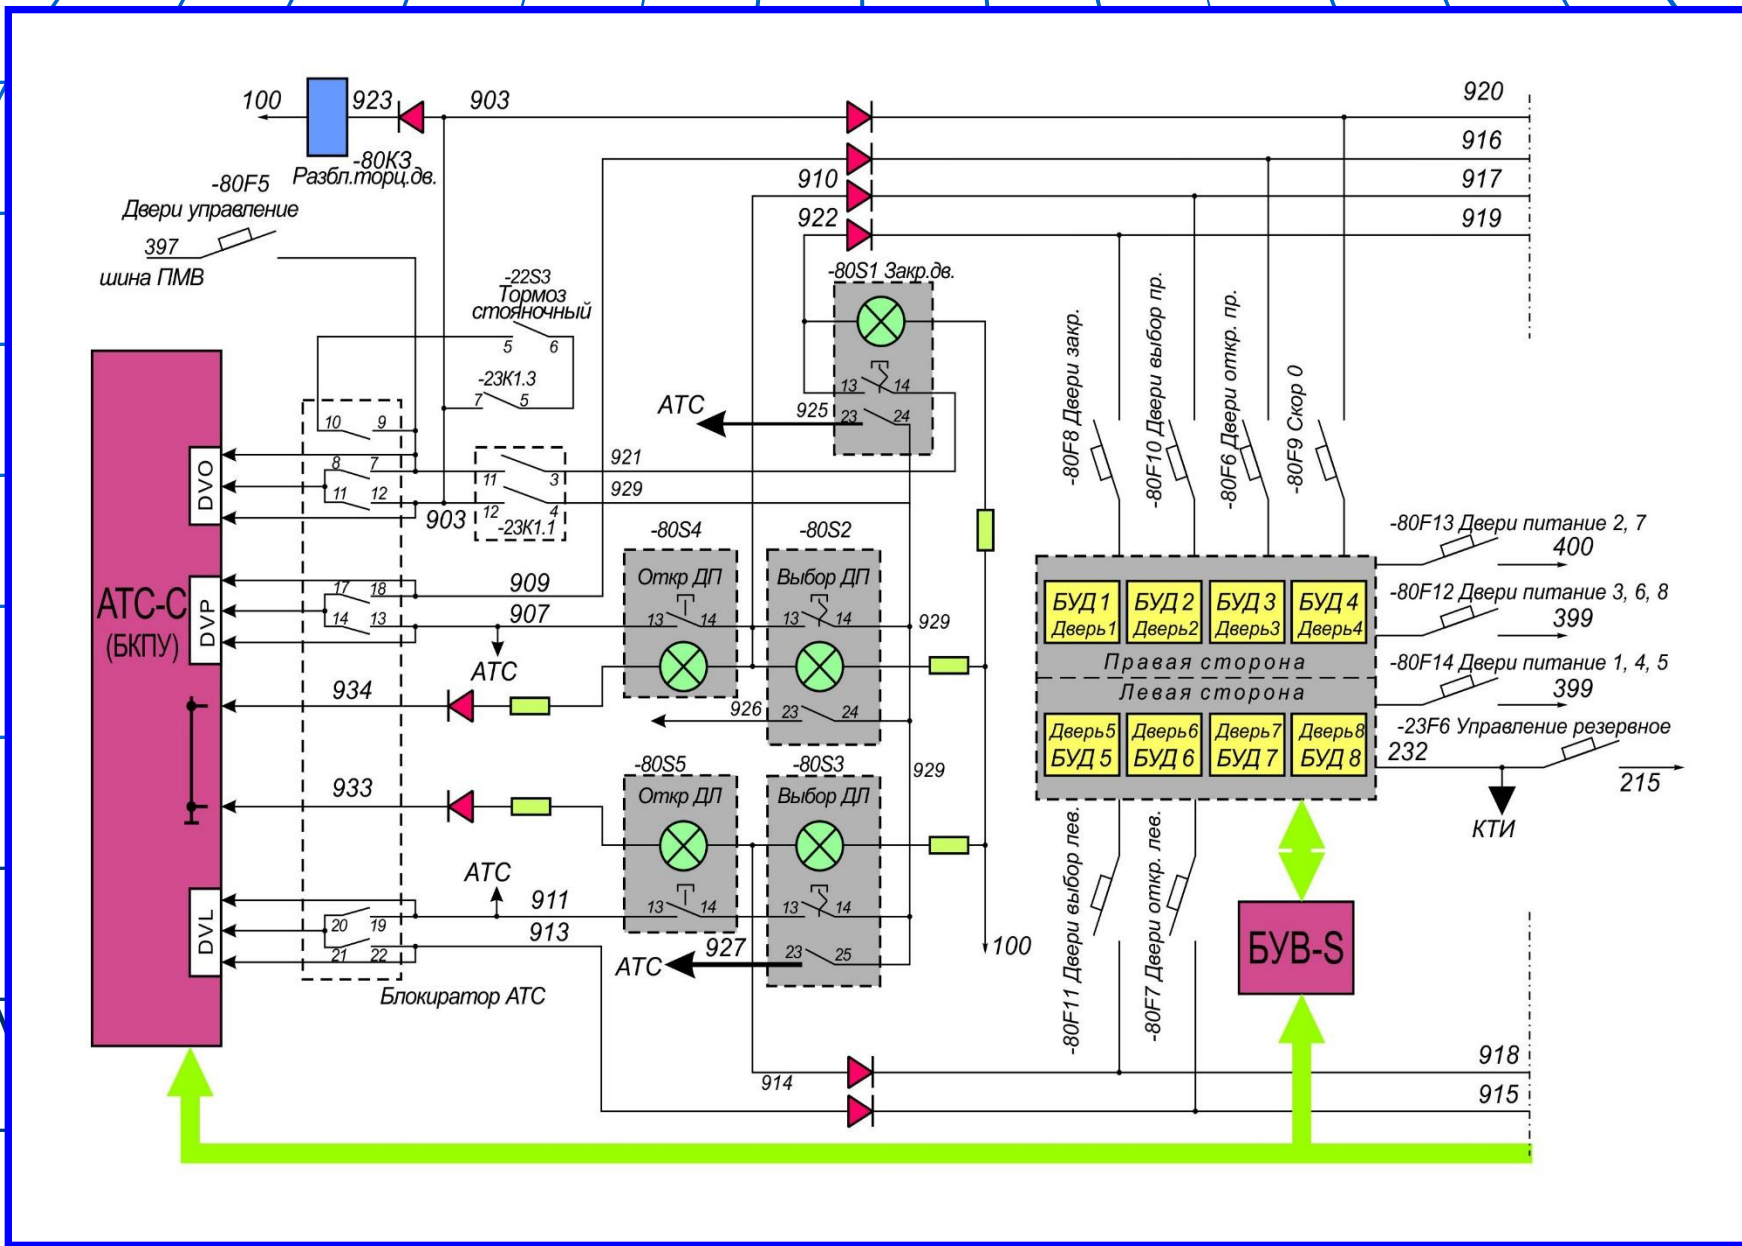 100
923
903
920
-80К3
Разбл.торц.дв.
916
-80F5
910
917
Двери управление
922
919
397
шина ПМВ
-80S1 Закр.дв.
-22S3
Тормоз
стояночный
5
6
-23К1.3
7
5
13
14
АТС
925
23
24
10
9
8
7
11
12
DVO
903
11
3
921
12
4
929
-23К1.1
-80F8 Двери закр.
-80F10 Двери выбор пр.
-80F6 Двери откр. пр.
-80F9 Скор 0
-80S4
-80S2
Откр ДП
Выбор ДП
АТС-С
(БКПУ)
DVP
17
18
909
14
13
907
13
14
13
14
929
АТС
934
926
23
24
933
-80S5
-80S3
929
Откр ДЛ
Выбор ДЛ
АТС
DVL
20
19
911
13
14
13
14
21
22
913
АТС
927
23
25
100
Блокиратор АТС
-80F13 Двери питание 2, 7
400
-80F12 Двери питание 3, 6, 8
399
-80F14 Двери питание 1, 4, 5
399
-23F6 Управление резервное
232
215
КТИ
БУД 1
Дверь1
БУД 2
Дверь2
БУД 3
Дверь3
БУД 4
Дверь4
Правая сторона
Левая сторона
Дверь5
БУД 5
Дверь6
БУД 6
Дверь7
БУД 7
Дверь8
БУД 8
-80F11 Двери выбор лев.
-80F7 Двери откр. лев.
БУВ-S
914
918
915